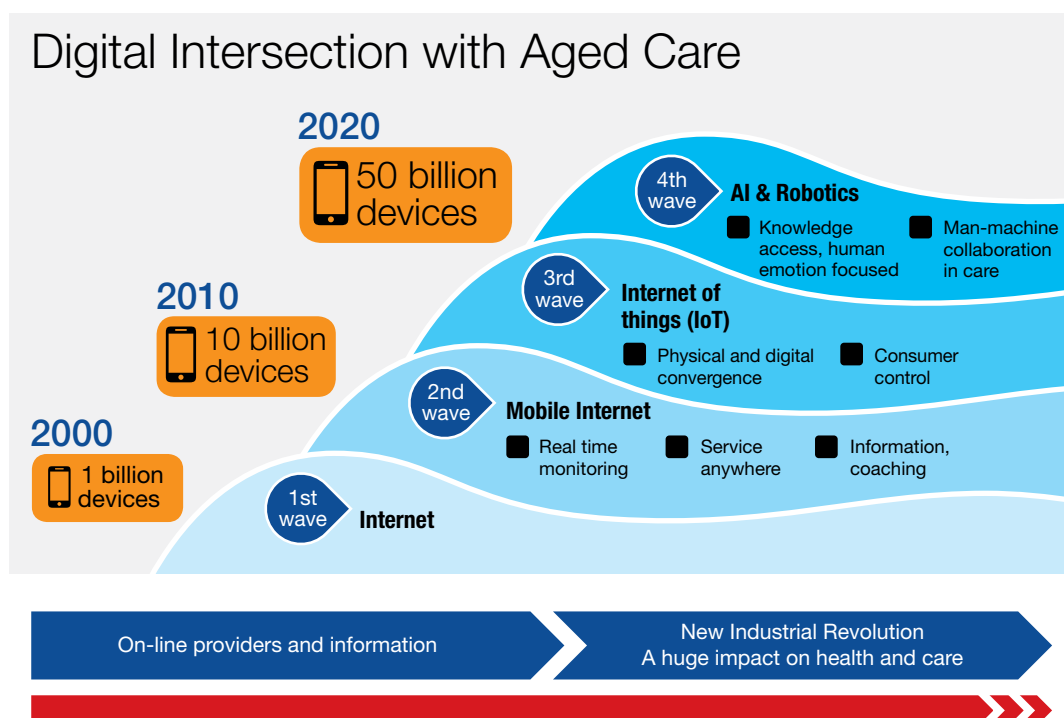 Digital Intersection with Aged Care
2020
50 billion
devices
4th
wave
AI & Robotics
Knowledge
access, human
emotion focused
Man-machine
collaboration
in care
2010
10 billion
devices
3rd
wave
Internet of
things (IoT)
Physical and digital
convergence
Consumer
control
2nd
wave
Mobile Internet
Real time
monitoring
Service
anywhere
Information,
coaching
2000
1 billion
devices
1st
wave
Internet
On-line providers and information
New Industrial Revolution
A huge impact on health and care